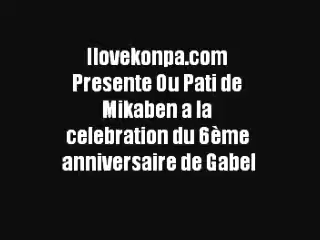 Ilovekonpa.com
Presente Ou Pati de
Mikaben a la
celebration du 6ème
anniversaire de Gabel